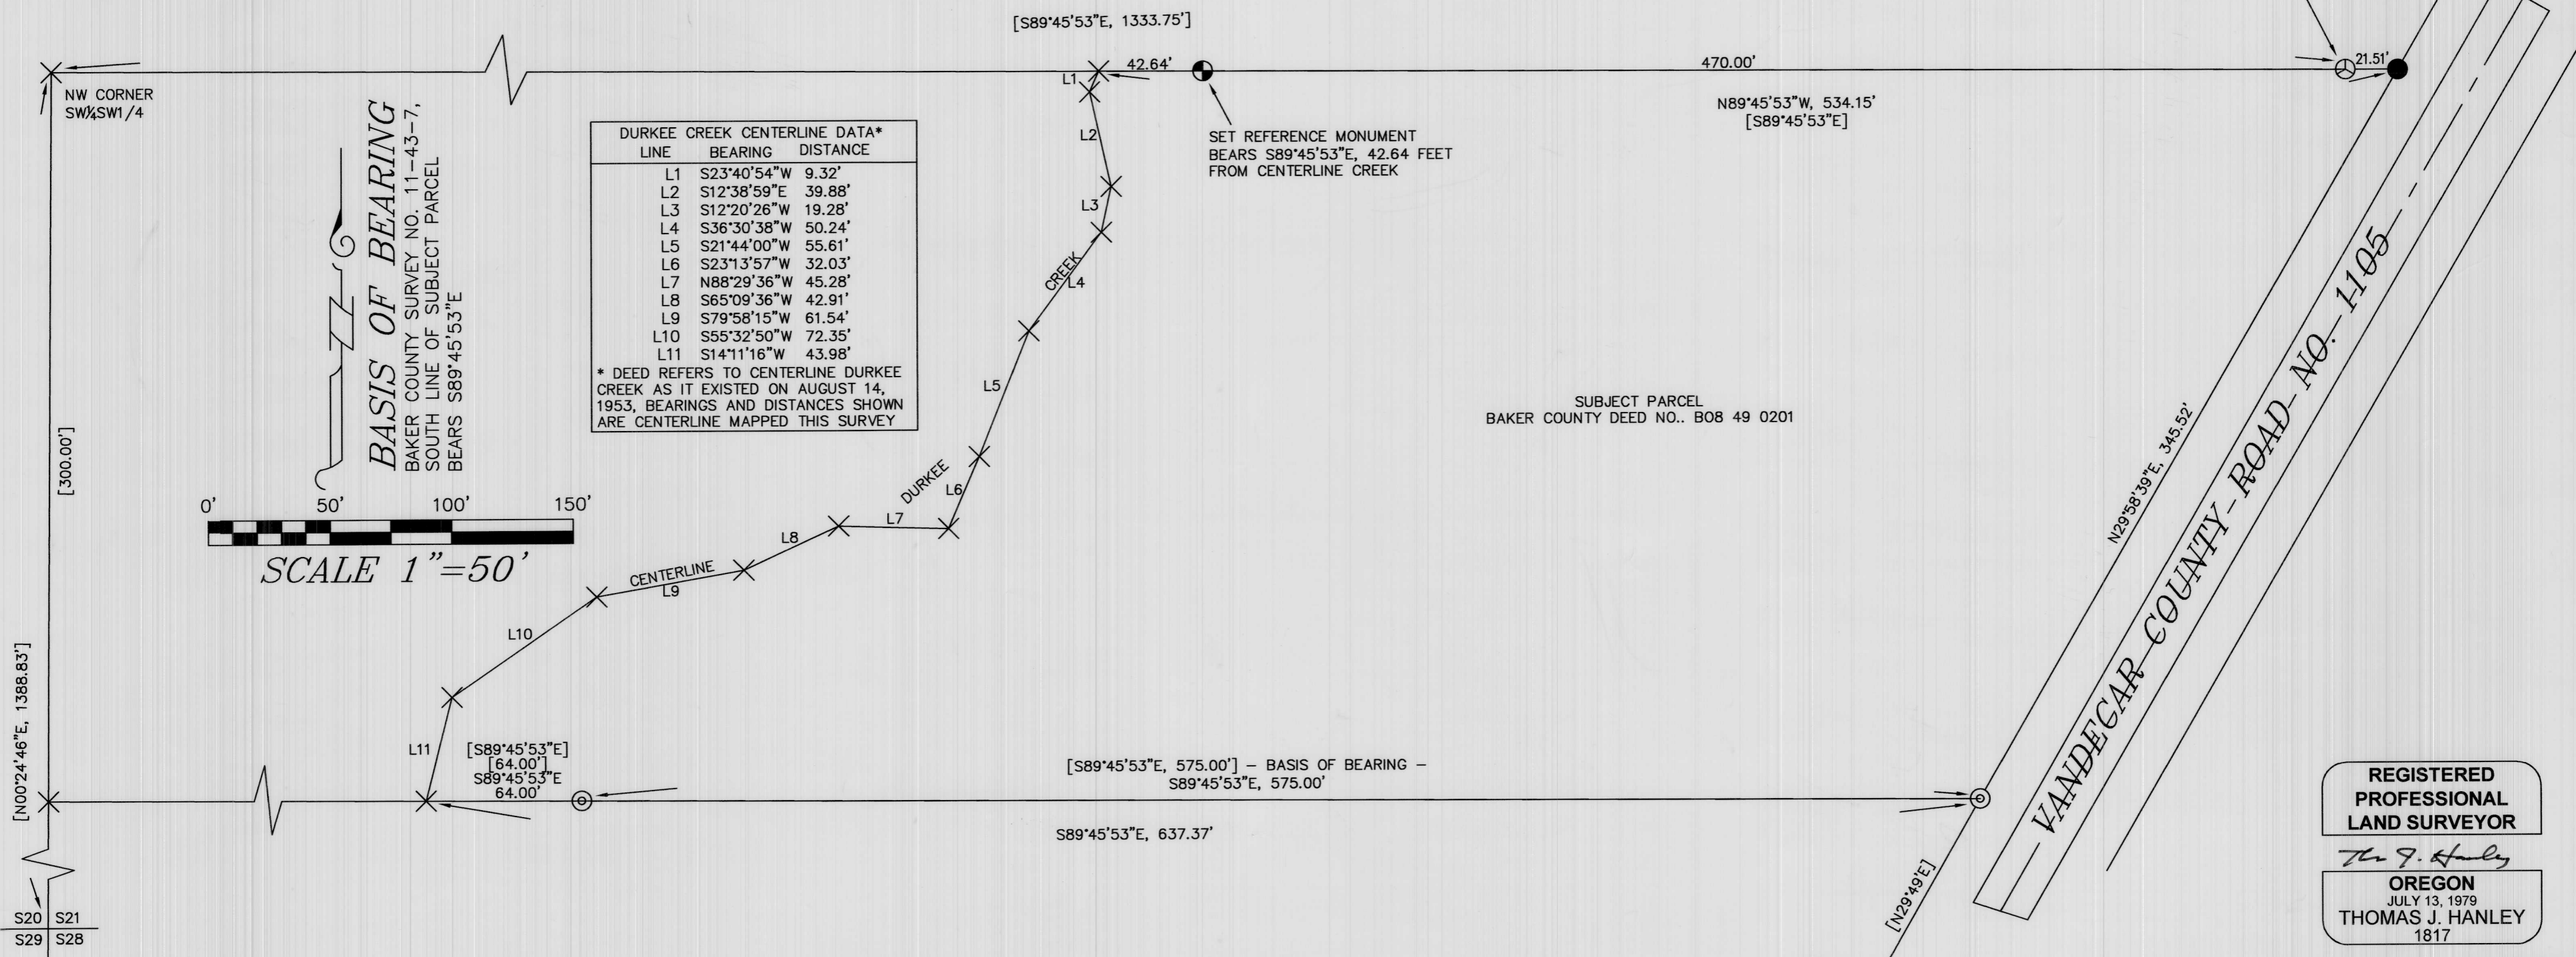 [S89°45'53"E, 1333.75']
L1
42.64'
470.00'
21.51'
NW CORNER
SW¼SW1/4
N89°45'53"W, 534.15'
[S89°45'53"E]
SET REFERENCE MONUMENT
BEARS S89°45'53"E, 42.64 FEET
FROM CENTERLINE CREEK
BASIS OF BEARING
BAKER COUNTY SURVEY NO. 11-43-7,
SOUTH LINE OF SUBJECT PARCEL
BEARS S89°45'53"E
DURKEE CREEK CENTERLINE DATA*
LINE BEARING DISTANCE
L1 S23°40'54"W 9.32'
L2 S12°38'59"E 39.88'
L3 S12°20'26"W 19.28'
L4 S36°30'38"W 50.24'
L5 S21°44'00"W 55.61'
L6 S23°13'57"W 32.03'
L7 N88°29'36"W 45.28'
L8 S65°09'36"W 42.91'
L9 S79°58'15"W 61.54'
L10 S55°32'50"W 72.35'
L11 S14°11'16"W 43.98'
* DEED REFERS TO CENTERLINE DURKEE
CREEK AS IT EXISTED ON AUGUST 14,
1953, BEARINGS AND DISTANCES SHOWN
ARE CENTERLINE MAPPED THIS SURVEY
L2
L3
CREEK
L4
L5
DURKEE
L6
L7
L8
CENTERLINE
L9
L10
L11
SUBJECT PARCEL
BAKER COUNTY DEED NO.. B08 49 0201
N29°58'39"E, 345.52'
VANDECAR COUNTY ROAD NO. 1105
[300.00']
0' 50' 100' 150'
SCALE 1"=50'
[N00°24'46"E, 1388.83']
[S89°45'53"E]
[64.00']
S89°45'53"E
64.00'
[S89°45'53"E, 575.00'] - BASIS OF BEARING -
S89°45'53"E, 575.00'
S89°45'53"E, 637.37'
[N29°49'E]
S20 S21
S29 S28
REGISTERED
PROFESSIONAL
LAND SURVEYOR
Tho J. Hanley
OREGON
JULY 13, 1979
THOMAS J. HANLEY
1817